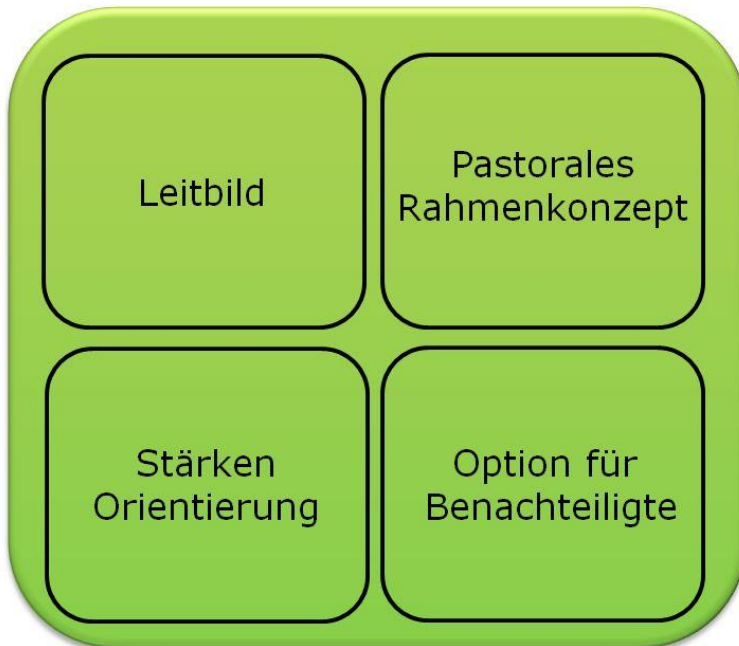 Leitbild
Pastorales
Rahmenkonzept
Stärken
Orientierung
Option für
Benachteiligte